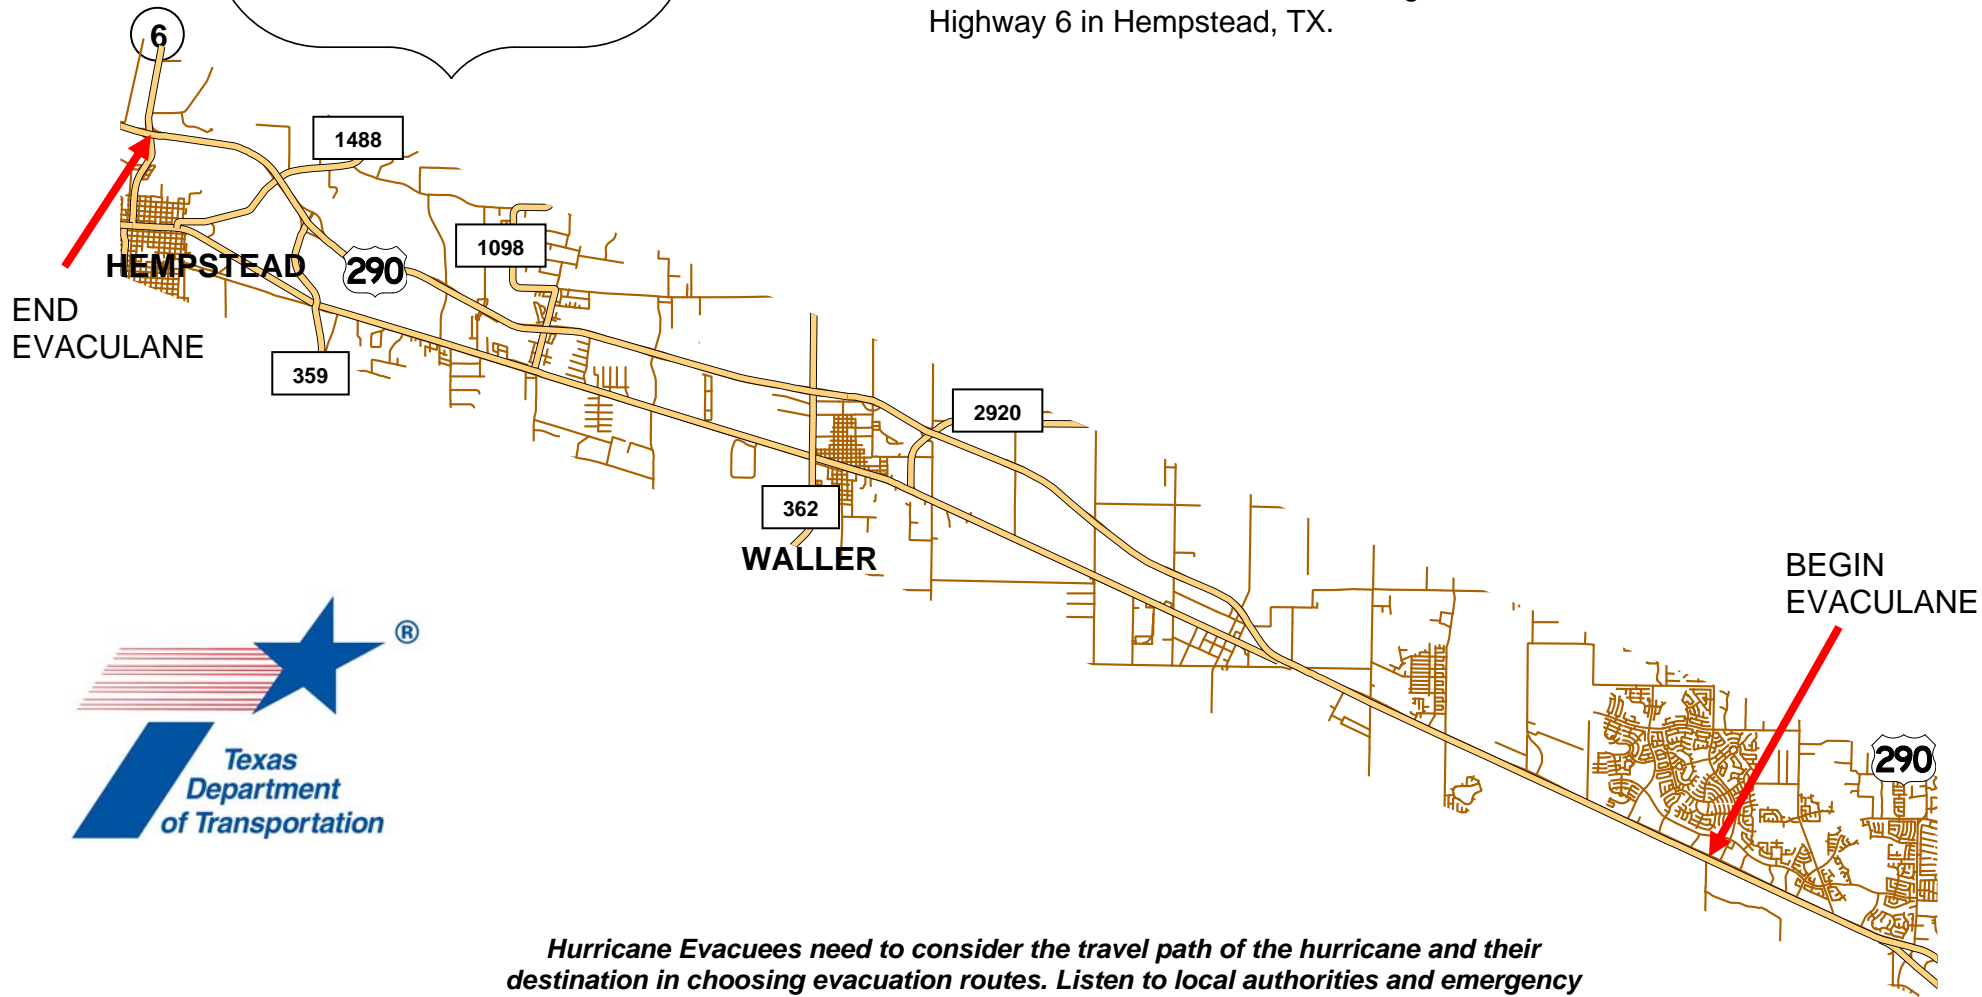 Highway 6 in Hempstead, TX.
6
1488
1098
HEMPSTEAD
290
END
EVACULANE
359
2920
362
WALLER
BEGIN
EVACULANE
290
®
Texas
Department
of Transportation
Hurricane Evacuees need to consider the travel path of the hurricane and their
destination in choosing evacuation routes. Listen to local authorities and emergency